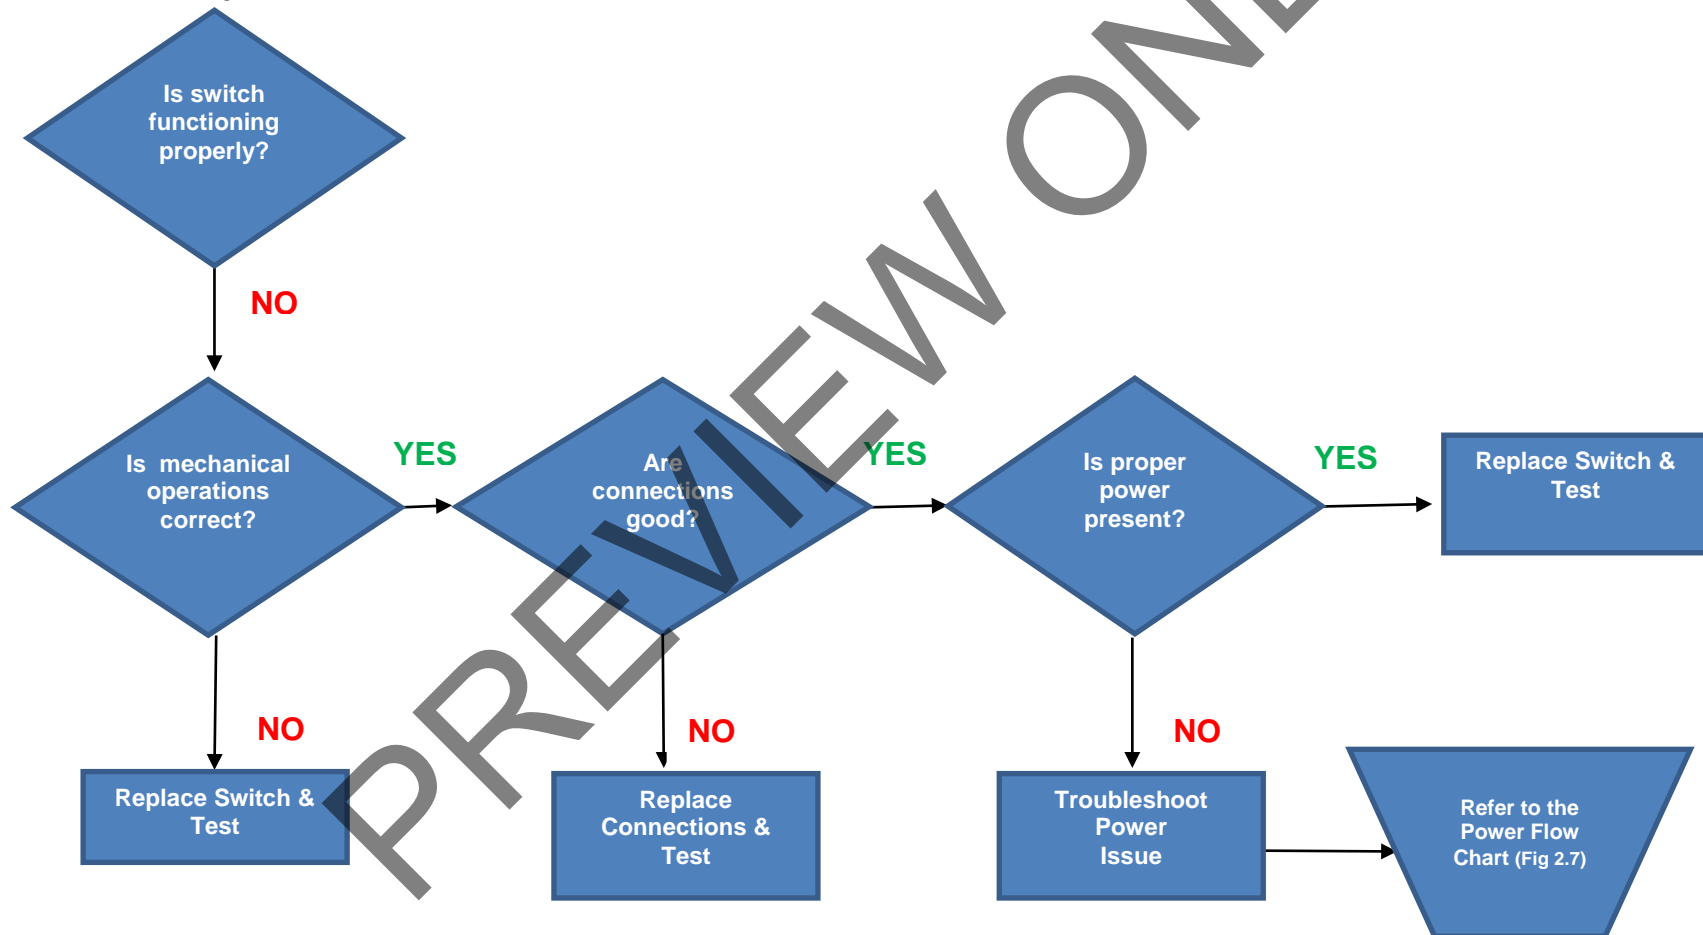 Is switch
functioning
properly?
NO
Is mechanical
operations
correct?
YES
Are
connections
good?
YES
Is proper
power
present?
YES
Replace Switch &
Test
NO
Replace Switch &
Test
NO
Replace
Connections &
Test
NO
Troubleshoot
Power
Issue
Refer to the
Power Flow
Chart (Fig 2.7)
PREVIEW ON